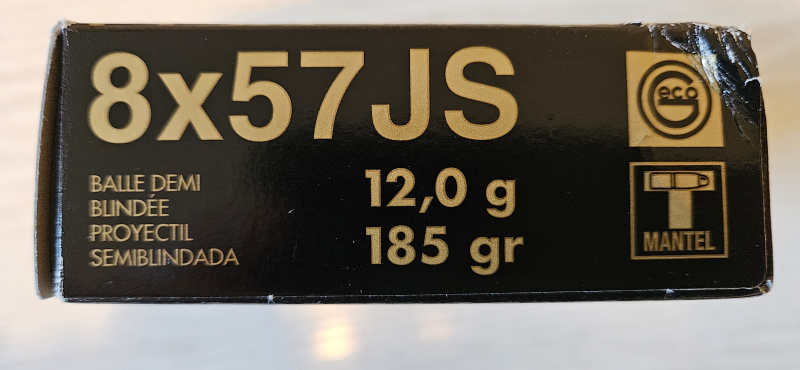 8x57JS
BALLE DEMI
BLINDÉE
PROYECTIL
SEMIBLINDADA
12,0 g
185 gr
geco
T
MANTEL